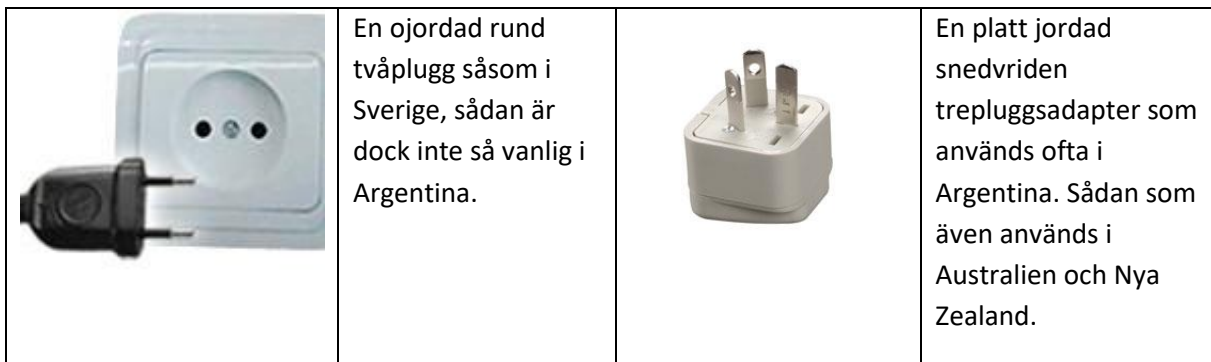 En ojordad rund
tvåplugg såsom i
Sverige, sådan är
dock inte så vanlig i
Argentina.
En platt jordad
snedvriden
trepluggsadapter som
används ofta i
Argentina. Sådan som
även används i
Australien och Nya
Zealand.